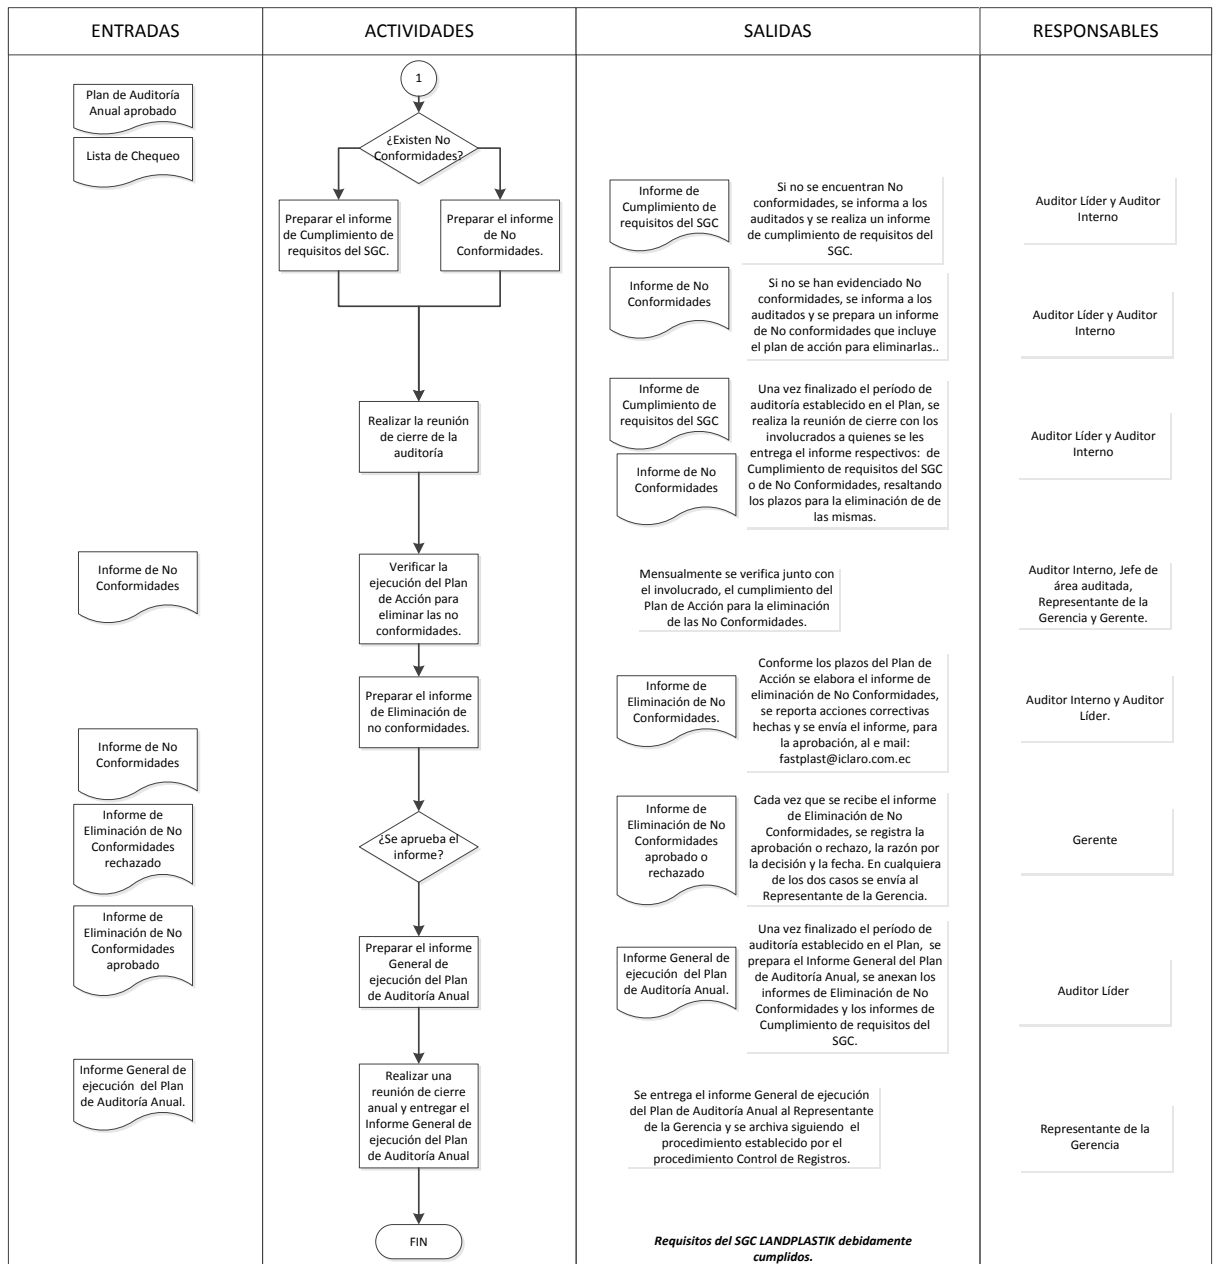 ENTRADAS
ACTIVIDADES
SALIDAS
RESPONSABLES
1
Plan de Auditoría
Anual aprobado
Lista de Chequeo
¿Existen No
Conformidades?
Preparar el informe
de Cumplimiento de
requisitos del SGC.
Preparar el informe
de No
Conformidades.
Informe de
Cumplimiento de
requisitos del SGC
Si no se encuentran No
conformidades, se informa a los
auditados y se realiza un informe
de cumplimiento de requisitos del
SGC.
Auditor Líder y Auditor
Interno
Informe de No
Conformidades
Si no se han evidenciado No
conformidades, se informa a los
auditados y se prepara un informe
de No conformidades que incluye
el plan de acción para eliminarlas..
Auditor Líder y Auditor
Interno
Realizar la reunión
de cierre de la
auditoría
Informe de
Cumplimiento de
requisitos del SGC
Informe de No
Conformidades
Una vez finalizado el período de
auditoría establecido en el Plan, se
realiza la reunión de cierre con los
involucrados a quienes se les
entrega el informe respectivos:  de
Cumplimiento de requisitos del SGC
o de No Conformidades, resaltando
los plazos para la eliminación de de
las mismas.
Auditor Líder y Auditor
Interno
Informe de No
Conformidades
Verificar la
ejecución del Plan
de Acción para
eliminar las no
conformidades.
Mensualmente se verifica junto con
el involucrado, el cumplimiento del
Plan de Acción para la eliminación
de las No Conformidades.
Auditor Interno, Jefe de
área auditada,
Representante de la
Gerencia y Gerente.
Preparar el informe
de Eliminación de
no conformidades.
Informe de
Eliminación de No
Conformidades.
Conforme los plazos del Plan de
Acción se elabora el informe de
eliminación de No Conformidades,
se reporta acciones correctivas
hechas y se envía el informe, para
la aprobación, al e mail:
fastplast@iclaro.com.ec
Auditor Interno y Auditor
Líder.
Informe de No
Conformidades
Informe de
Eliminación de No
Conformidades
rechazado
¿Se aprueba el
informe?
Informe de
Eliminación de No
Conformidades
aprobado o
rechazado
Cada vez que se recibe el informe
de Eliminación de No
Conformidades, se registra la
aprobación o rechazo, la razón por
la decisión y la fecha. En cualquiera
de los dos casos se envía al
Representante de la Gerencia.
Gerente
Informe de
Eliminación de No
Conformidades
aprobado
Preparar el informe
General de
ejecución del Plan
de Auditoría Anual
Informe General de
ejecución  del Plan
de Auditoría Anual.
Una vez finalizado el período de
auditoría establecido en el Plan,  se
prepara el Informe General del Plan
de Auditoría Anual, se anexan los
informes de Eliminación de No
Conformidades y los informes de
Cumplimiento de requisitos del
SGC.
Auditor Líder
Informe General de
ejecución  del Plan
de Auditoría Anual.
Realizar una
reunión de cierre
anual y entregar el
Informe General de
ejecución del Plan
de Auditoría Anual
Se entrega el informe General de ejecución
del Plan de Auditoría Anual al Representante
de la Gerencia y se archiva siguiendo  el
procedimiento establecido por el
procedimiento Control de Registros.
Representante de la
Gerencia
FIN
Requisitos del SGC LANDPLASTIK debidamente
cumplidos.